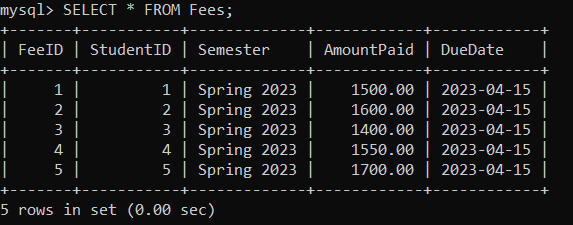 mysql> SELECT * FROM Fees;
+-------+-----------+-------------+------------+------------+
| FeeID | StudentID | Semester    | AmountPaid | DueDate    |
+-------+-----------+-------------+------------+------------+
|     1 |         1 | Spring 2023 |    1500.00 | 2023-04-15 |
|     2 |         2 | Spring 2023 |    1600.00 | 2023-04-15 |
|     3 |         3 | Spring 2023 |    1400.00 | 2023-04-15 |
|     4 |         4 | Spring 2023 |    1550.00 | 2023-04-15 |
|     5 |         5 | Spring 2023 |    1700.00 | 2023-04-15 |
+-------+-----------+-------------+------------+------------+
5 rows in set (0.00 sec)